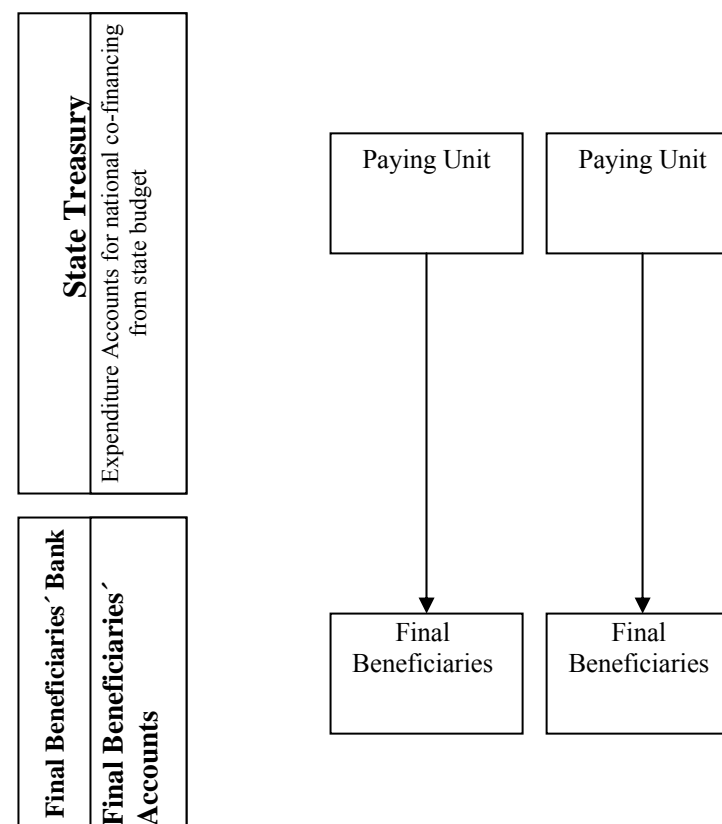 State Treasury
Expenditure Accounts for national co-financing
from state budget
Paying Unit
Paying Unit
Final Beneficiaries´ Bank
Final Beneficiaries´
Accounts
Final
Beneficiaries
Final
Beneficiaries